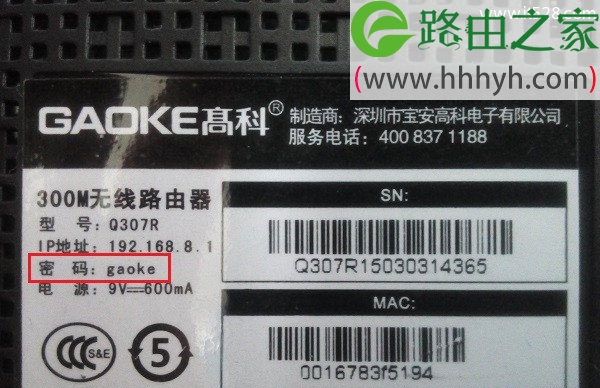 路由之家
(www.hhhyh.com)
GAOKE高科® 制造商：深圳市宝安高科电子有限公司
服务电话：400 837 1188
300M无线路由器
型 号：Q307R
IP地址：192.168.8.1
密 码：gaoke
电 源：9V⎓600mA
CCC S&E
5
SN:
Q307R15030314365
MAC:
0016783f5194